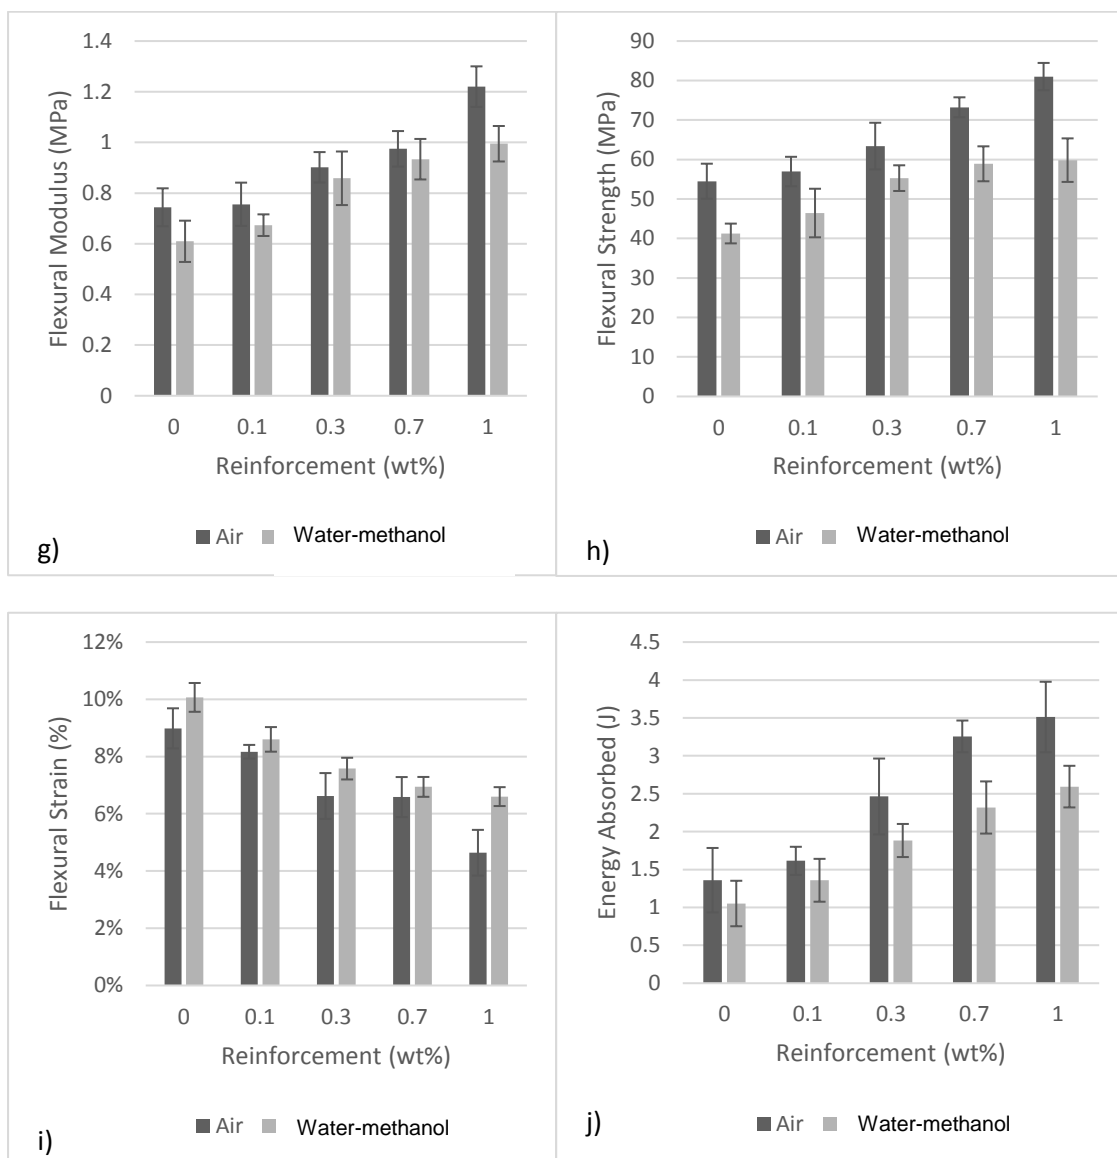 Flexural Modulus (MPa)
1.4
1.2
1
0.8
0.6
0.4
0.2
0
0 0.1 0.3 0.7 1
Reinforcement (wt%)
Air Water-methanol
g)
Flexural Strength (MPa)
90
80
70
60
50
40
30
20
10
0
0 0.1 0.3 0.7 1
Reinforcement (wt%)
Air Water-methanol
h)
Flexural Strain (%)
12%
10%
8%
6%
4%
2%
0%
0 0.1 0.3 0.7 1
Reinforcement (wt%)
Air Water-methanol
i)
Energy Absorbed (J)
4.5
4
3.5
3
2.5
2
1.5
1
0.5
0
0 0.1 0.3 0.7 1
Reinforcement (wt%)
Air Water-methanol
j)